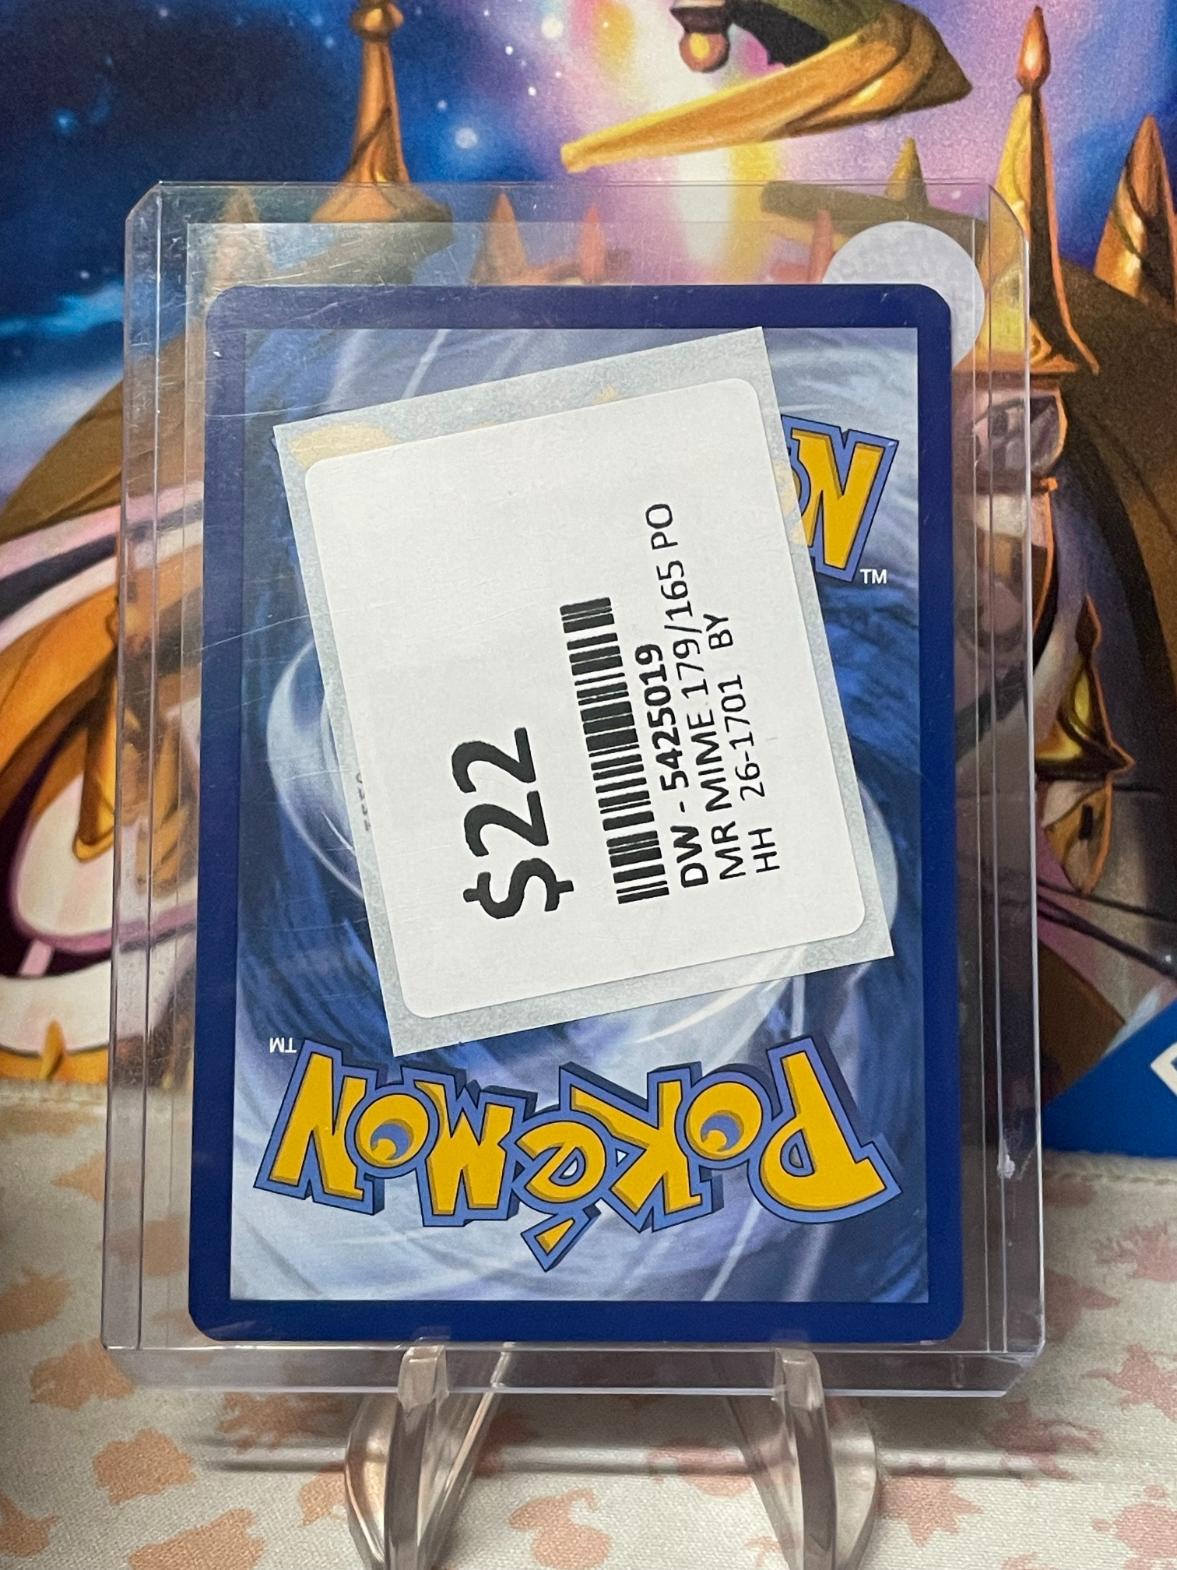 $22
DW - 5425019
MR MIME 179/165 PO
HH 26-1701 BY
POKéMON
TM
N
TM